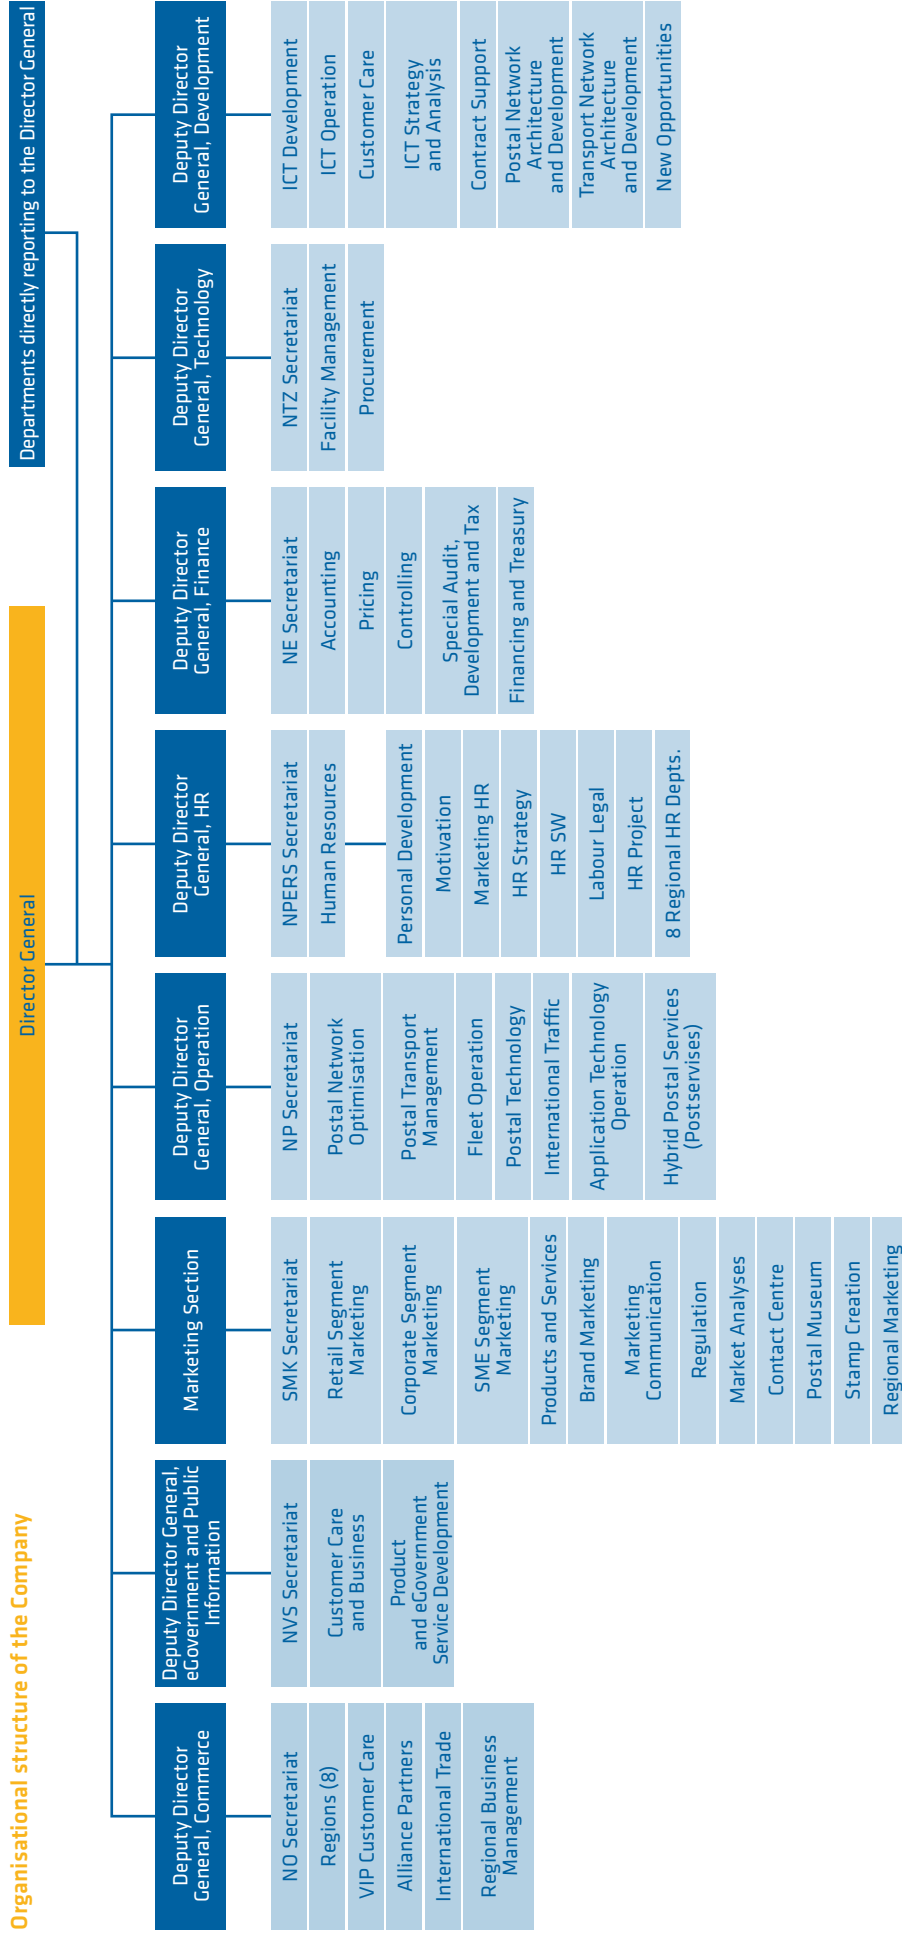 Organisational structure of the Company
Director General
Departments directly reporting to the Director General
Deputy Director
General, Commerce
NO Secretariat
Regions (8)
VIP Customer Care
Alliance Partners
International Trade
Regional Business
Management
Deputy Director General,
eGovernment and Public
Information
NVS Secretariat
Customer Care
and Business
Product
and eGovernment
Service Development
Marketing Section
SMK Secretariat
Retail Segment
Marketing
Corporate Segment
Marketing
SME Segment
Marketing
Products and Services
Brand Marketing
Marketing
Communication
Regulation
Market Analyses
Contact Centre
Postal Museum
Stamp Creation
Regional Marketing
Deputy Director
General, Operation
NP Secretariat
Postal Network
Optimisation
Postal Transport
Management
Fleet Operation
Postal Technology
International Traffic
Application Technology
Operation
Hybrid Postal Services
(Postservises)
Deputy Director
General, HR
NPERS Secretariat
Human Resources
Personal Development
Motivation
Marketing HR
HR Strategy
HR SW
Labour Legal
HR Project
8 Regional HR Depts.
Deputy Director
General, Finance
NE Secretariat
Accounting
Pricing
Controlling
Special Audit,
Development and Tax
Financing and Treasury
Deputy Director
General, Technology
NTZ Secretariat
Facility Management
Procurement
Deputy Director
General, Development
ICT Development
ICT Operation
Customer Care
ICT Strategy
and Analysis
Contract Support
Postal Network
Architecture
and Development
Transport Network
Architecture
and Development
New Opportunities